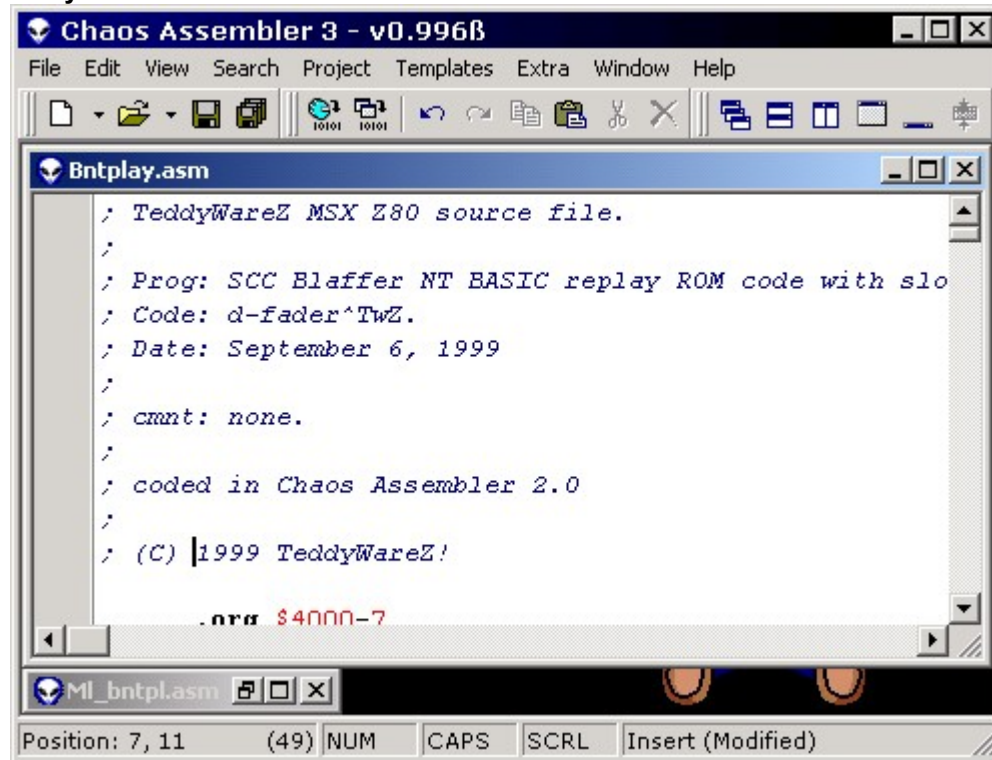 Chaos Assembler 3 - v0.996ß
File Edit View Search Project Templates Extra Window Help
Bntplay.asm
; TeddyWareZ MSX Z80 source file.
;
; Prog: SCC Blaffer NT BASIC replay ROM code with slo
; Code: d-fader^TwZ.
; Date: September 6, 1999
;
; cmnt: none.
;
; coded in Chaos Assembler 2.0
;
; (C) 1999 TeddyWareZ!
.org $4000-7
Ml_bntpl.asm
Position: 7, 11 (49) NUM CAPS SCRL Insert (Modified)